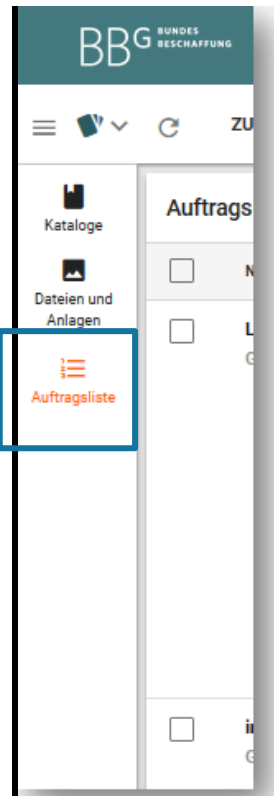 BBG BUNDES
BESCHAFFUNG
ZU
Kataloge
Dateien und
Anlagen
Auftragsliste
Auftrags
N
L
G
G